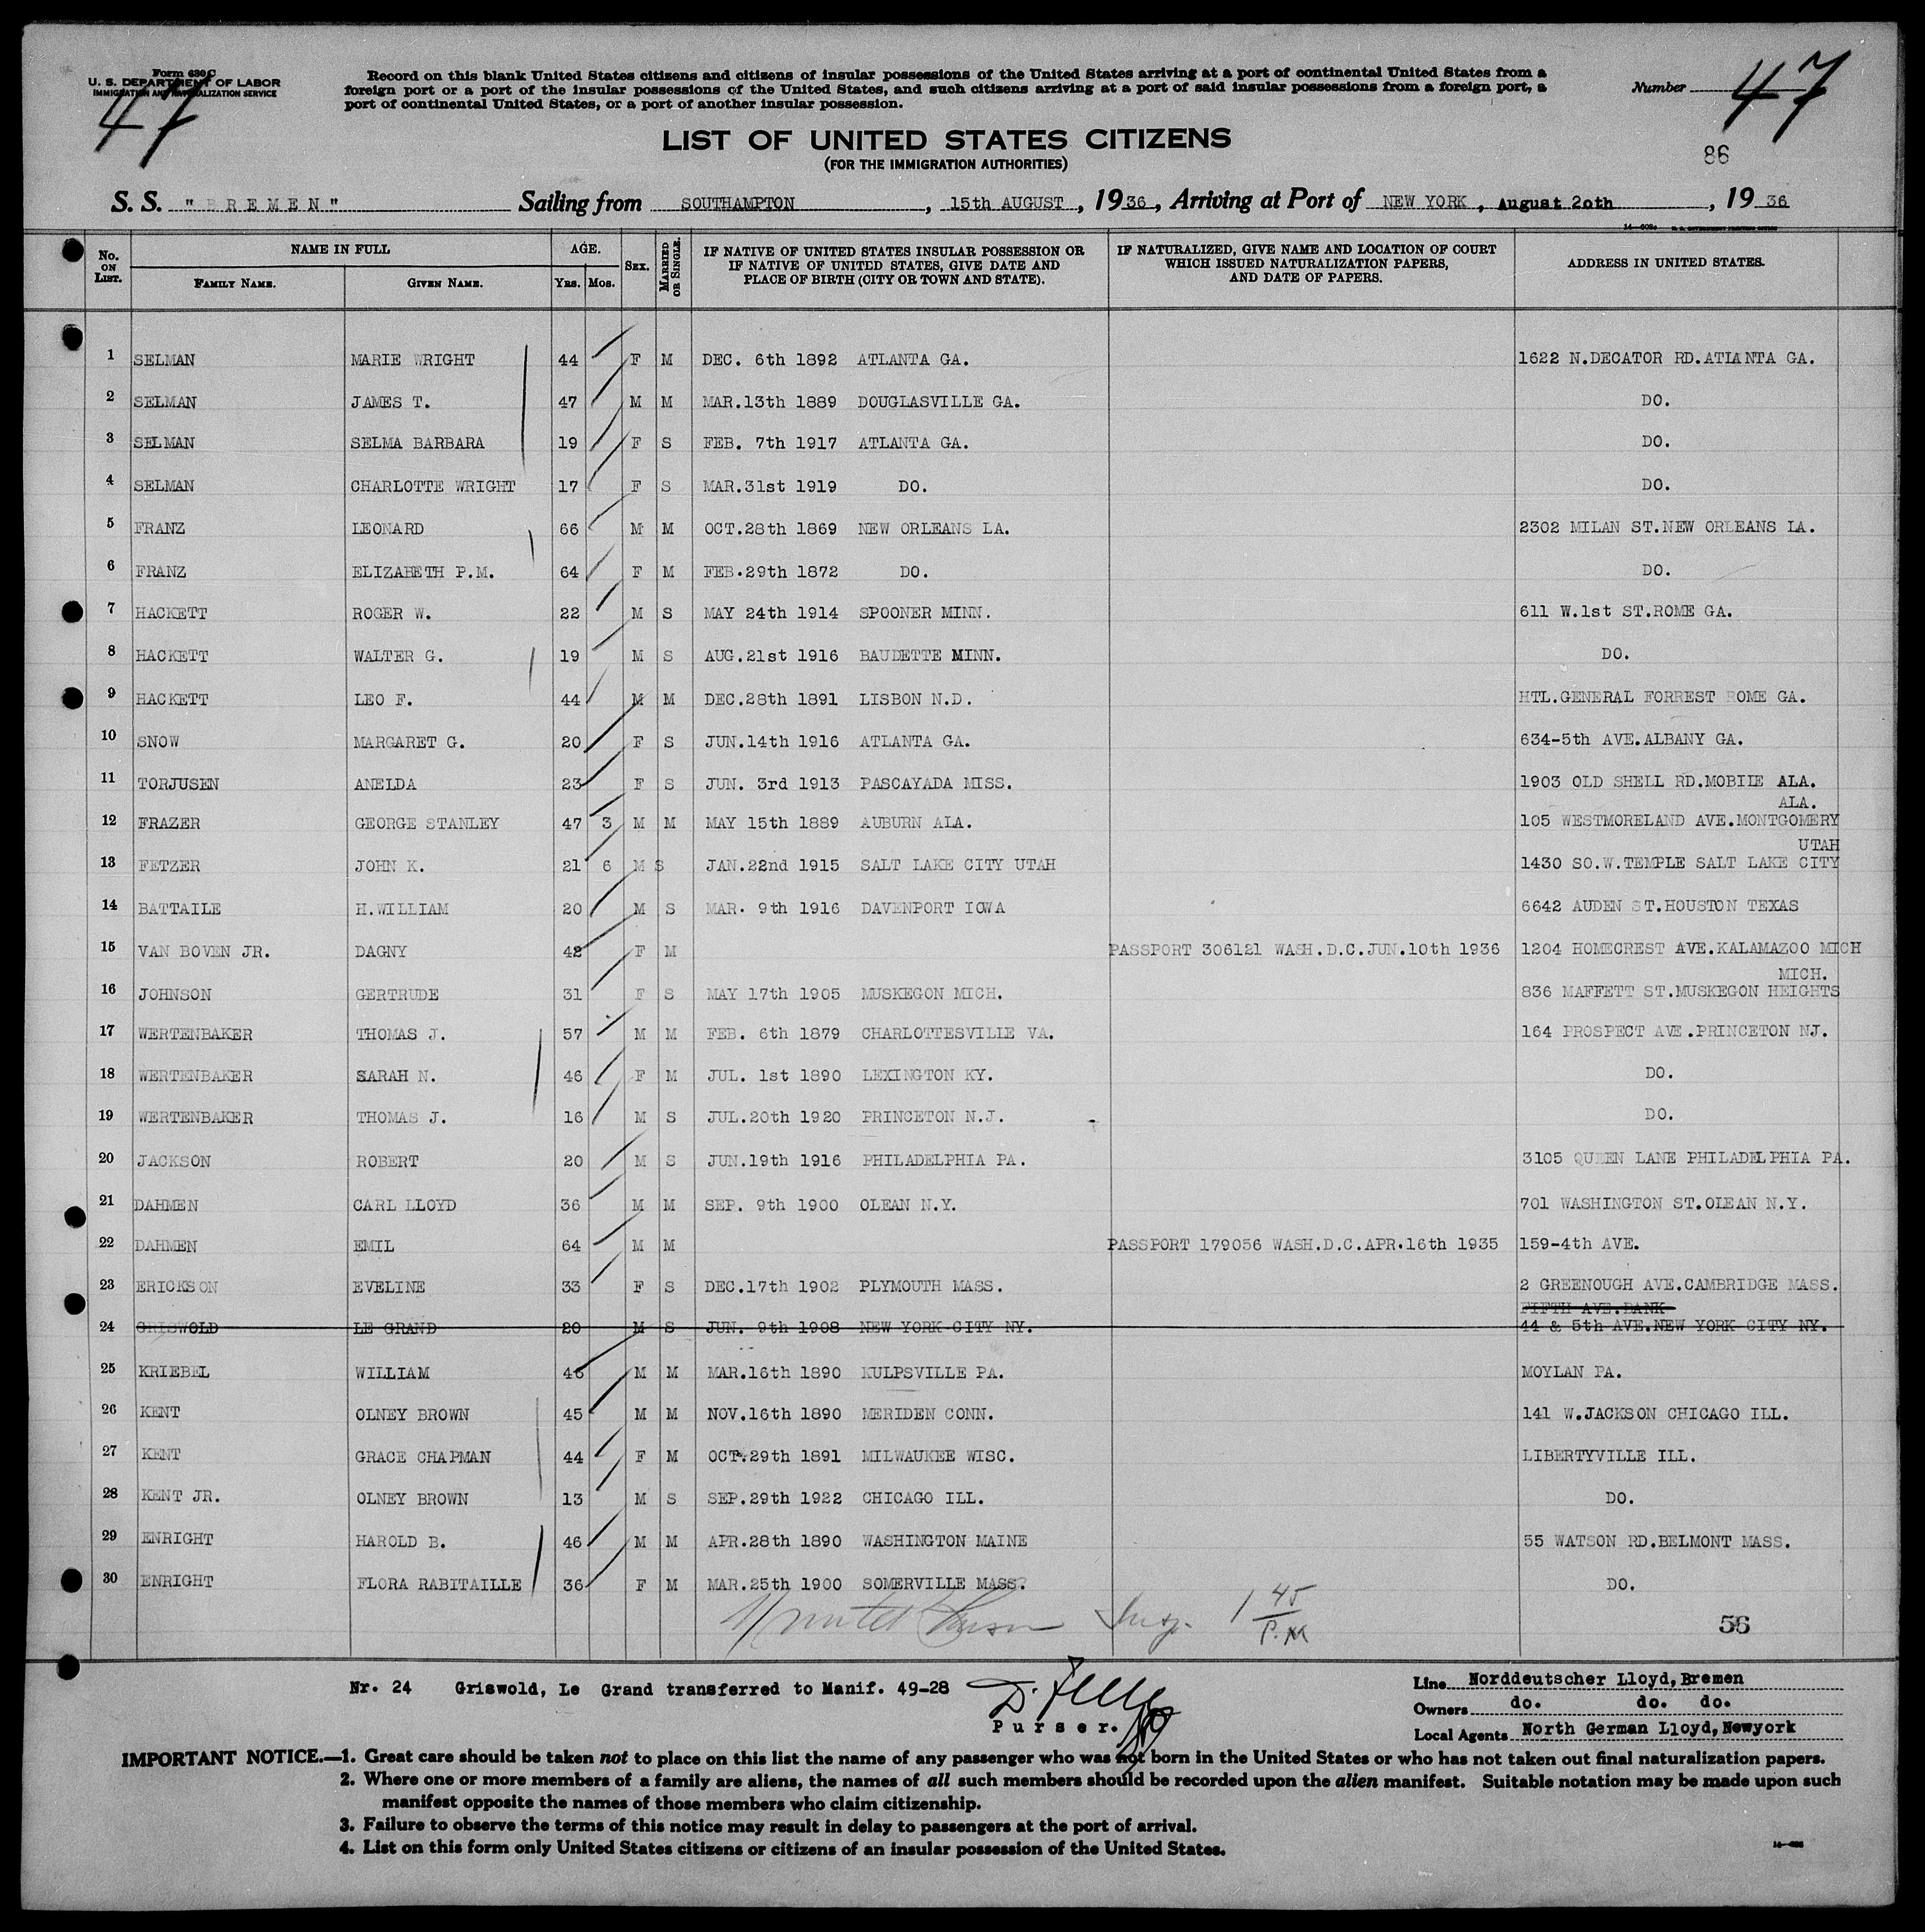 Form 630 C
U. S. DEPARTMENT OF LABOR
IMMIGRATION AND NATURALIZATION SERVICE
47
Record on this blank United States citizens and citizens of insular possessions of the United States arriving at a port of continental United States from a
foreign port or a port of the insular possessions of the United States, and such citizens arriving at a port of said insular possessions from a foreign port, a
port of continental United States, or a port of another insular possession.
Number 47
LIST OF UNITED STATES CITIZENS
(FOR THE IMMIGRATION AUTHORITIES)
86
S. S. " B R E M E N " Sailing from SOUTHAMPTON , 15th AUGUST , 1936, Arriving at Port of NEW YORK , August 20th , 1936
No. ON LIST. NAME IN FULL FAMILY NAME. GIVEN NAME. AGE. YRS. MOS. SEX. MARRIED OR SINGLE. IF NATIVE OF UNITED STATES INSULAR POSSESSION OR IF NATIVE OF UNITED STATES, GIVE DATE AND PLACE OF BIRTH (CITY OR TOWN AND STATE). IF NATURALIZED, GIVE NAME AND LOCATION OF COURT WHICH ISSUED NATURALIZATION PAPERS, AND DATE OF PAPERS. ADDRESS IN UNITED STATES.
1 SELMAN MARIE WRIGHT 44 F M DEC. 6th 1892 ATLANTA GA. 1622 N.DECATOR RD.ATLANTA GA.
2 SELMAN JAMES T. 47 M M MAR.13th 1889 DOUGLASVILLE GA. DO.
3 SELMAN SELMA BARBARA 19 F S FEB. 7th 1917 ATLANTA GA. DO.
4 SELMAN CHARLOTTE WRIGHT 17 F S MAR.31st 1919 DO. DO.
5 FRANZ LEONARD 66 M M OCT.28th 1869 NEW ORLEANS LA. 2302 MILAN ST.NEW ORLEANS LA.
6 FRANZ ELIZABETH P.M. 64 F M FEB.29th 1872 DO. DO.
7 HACKETT ROGER W. 22 M S MAY 24th 1914 SPOONER MINN. 611 W.1st ST.ROME GA.
8 HACKETT WALTER G. 19 M S AUG.21st 1916 BAUDETTE MINN. DO.
9 HACKETT LEO F. 44 M M DEC.28th 1891 LISBON N.D. HTL.GENERAL FORREST ROME GA.
10 SNOW MARGARET G. 20 F S JUN.14th 1916 ATLANTA GA. 634-5th AVE.ALBANY GA.
11 TORJUSEN ANELDA 23 F S JUN. 3rd 1913 PASCAYADA MISS. 1903 OLD SHELL RD.MOBILE ALA.
ALA.
12 FRAZER GEORGE STANLEY 47 3 M M MAY 15th 1889 AUBURN ALA. 105 WESTMORELAND AVE.MONTGOMERY
UTAH
13 FETZER JOHN K. 21 6 M S JAN.22nd 1915 SALT LAKE CITY UTAH 1430 SO.W.TEMPLE SALT LAKE CITY
14 BATTAILE H.WILLIAM 20 M S MAR. 9th 1916 DAVENPORT IOWA 6642 AUDEN ST.HOUSTON TEXAS
15 VAN BOVEN JR. DAGNY 42 F M PASSPORT 306121 WASH.D.C.JUN.10th 1936 1204 HOMECREST AVE.KALAMAZOO MICH
MICH.
16 JOHNSON GERTRUDE 31 F S MAY 17th 1905 MUSKEGON MICH. 836 MAFFETT ST.MUSKEGON HEIGHTS
17 WERTENBAKER THOMAS J. 57 M M FEB. 6th 1879 CHARLOTTESVILLE VA. 164 PROSPECT AVE.PRINCETON NJ.
18 WERTENBAKER SARAH N. 46 F M JUL. 1st 1890 LEXINGTON KY. DO.
19 WERTENBAKER THOMAS J. 16 M S JUL.20th 1920 PRINCETON N.J. DO.
20 JACKSON ROBERT 20 M S JUN.19th 1916 PHILADELPHIA PA. 3105 QUEEN LANE PHILADELPHIA PA.
21 DAHMEN CARL LLOYD 36 M M SEP. 9th 1900 OLEAN N.Y. 701 WASHINGTON ST.OLEAN N.Y.
22 DAHMEN EMIL 64 M M PASSPORT 179056 WASH.D.C.APR.16th 1935 159-4th AVE.
23 ERICKSON EVELINE 33 F S DEC.17th 1902 PLYMOUTH MASS. 2 GREENOUGH AVE.CAMBRIDGE MASS.
FIFTH AVE.BANK
24 GRISWOLD LE GRAND 20 M S JUN. 9th 1908 NEW YORK CITY NY. 44 & 5th AVE.NEW YORK CITY NY.
25 KRIEBEL WILLIAM 46 M M MAR.16th 1890 KULPSVILLE PA. MOYLAN PA.
26 KENT OLNEY BROWN 45 M M NOV.16th 1890 MERIDEN CONN. 141 W.JACKSON CHICAGO ILL.
27 KENT GRACE CHAPMAN 44 F M OCT.29th 1891 MILWAUKEE WISC. LIBERTYVILLE ILL.
28 KENT JR. OLNEY BROWN 13 M S SEP.29th 1922 CHICAGO ILL. DO.
29 ENRIGHT HAROLD B. 46 M M APR.28th 1890 WASHINGTON MAINE 55 WATSON RD.BELMONT MASS.
30 ENRIGHT FLORA RABITAILLE 36 F M MAR.25th 1900 SOMERVILLE MASS. DO.
Insp. 1 45 P.M
56
Nr. 24 Griswold, Le Grand transferred to Manif. 49-28
Purser.
Line Norddeutscher Lloyd, Bremen
Owners do. do. do.
Local Agents North German Lloyd, Newyork
IMPORTANT NOTICE.—1. Great care should be taken not to place on this list the name of any passenger who was not born in the United States or who has not taken out final naturalization papers.
2. Where one or more members of a family are aliens, the names of all such members should be recorded upon the alien manifest. Suitable notation may be made upon such
manifest opposite the names of those members who claim citizenship.
3. Failure to observe the terms of this notice may result in delay to passengers at the port of arrival.
4. List on this form only United States citizens or citizens of an insular possession of the United States.